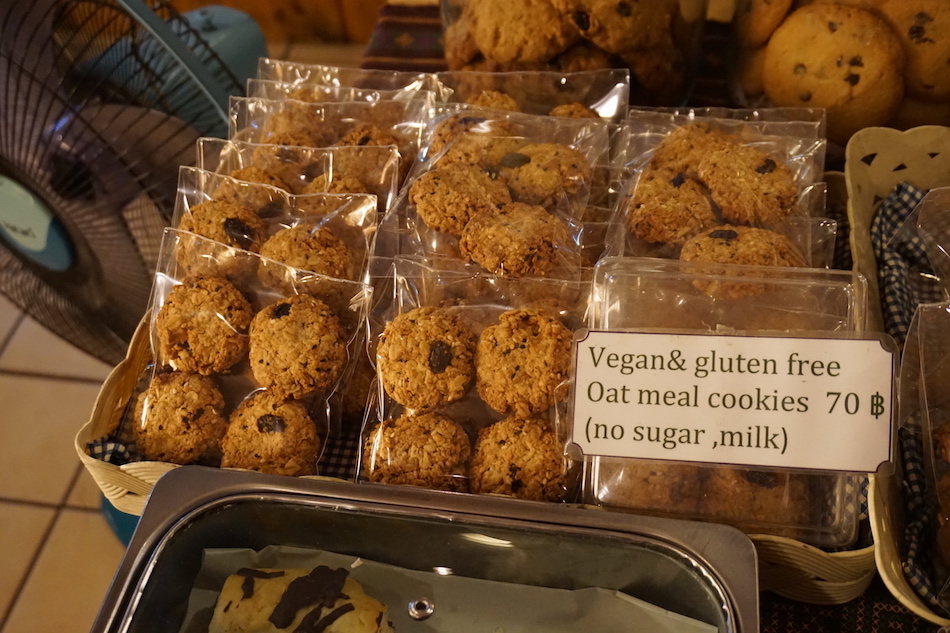 Vegan& gluten free
Oat meal cookies 70 ฿
(no sugar ,milk)